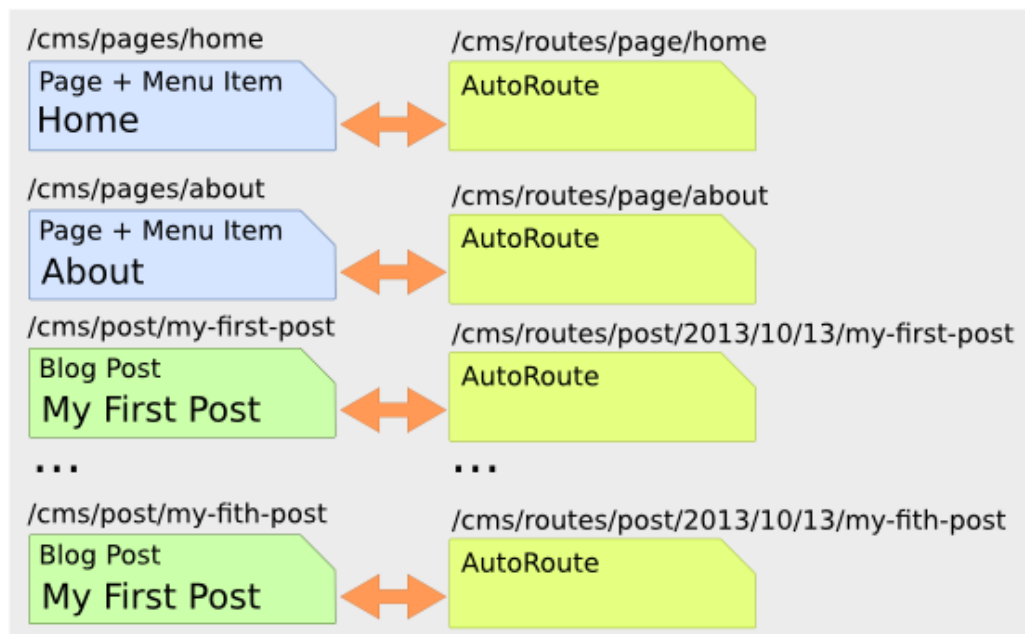 /cms/pages/home
/cms/routes/page/home
Page + Menu Item
Home
AutoRoute
/cms/pages/about
/cms/routes/page/about
Page + Menu Item
About
AutoRoute
/cms/post/my-first-post
/cms/routes/post/2013/10/13/my-first-post
Blog Post
My First Post
AutoRoute
...
...
/cms/post/my-fith-post
/cms/routes/post/2013/10/13/my-fith-post
Blog Post
My First Post
AutoRoute